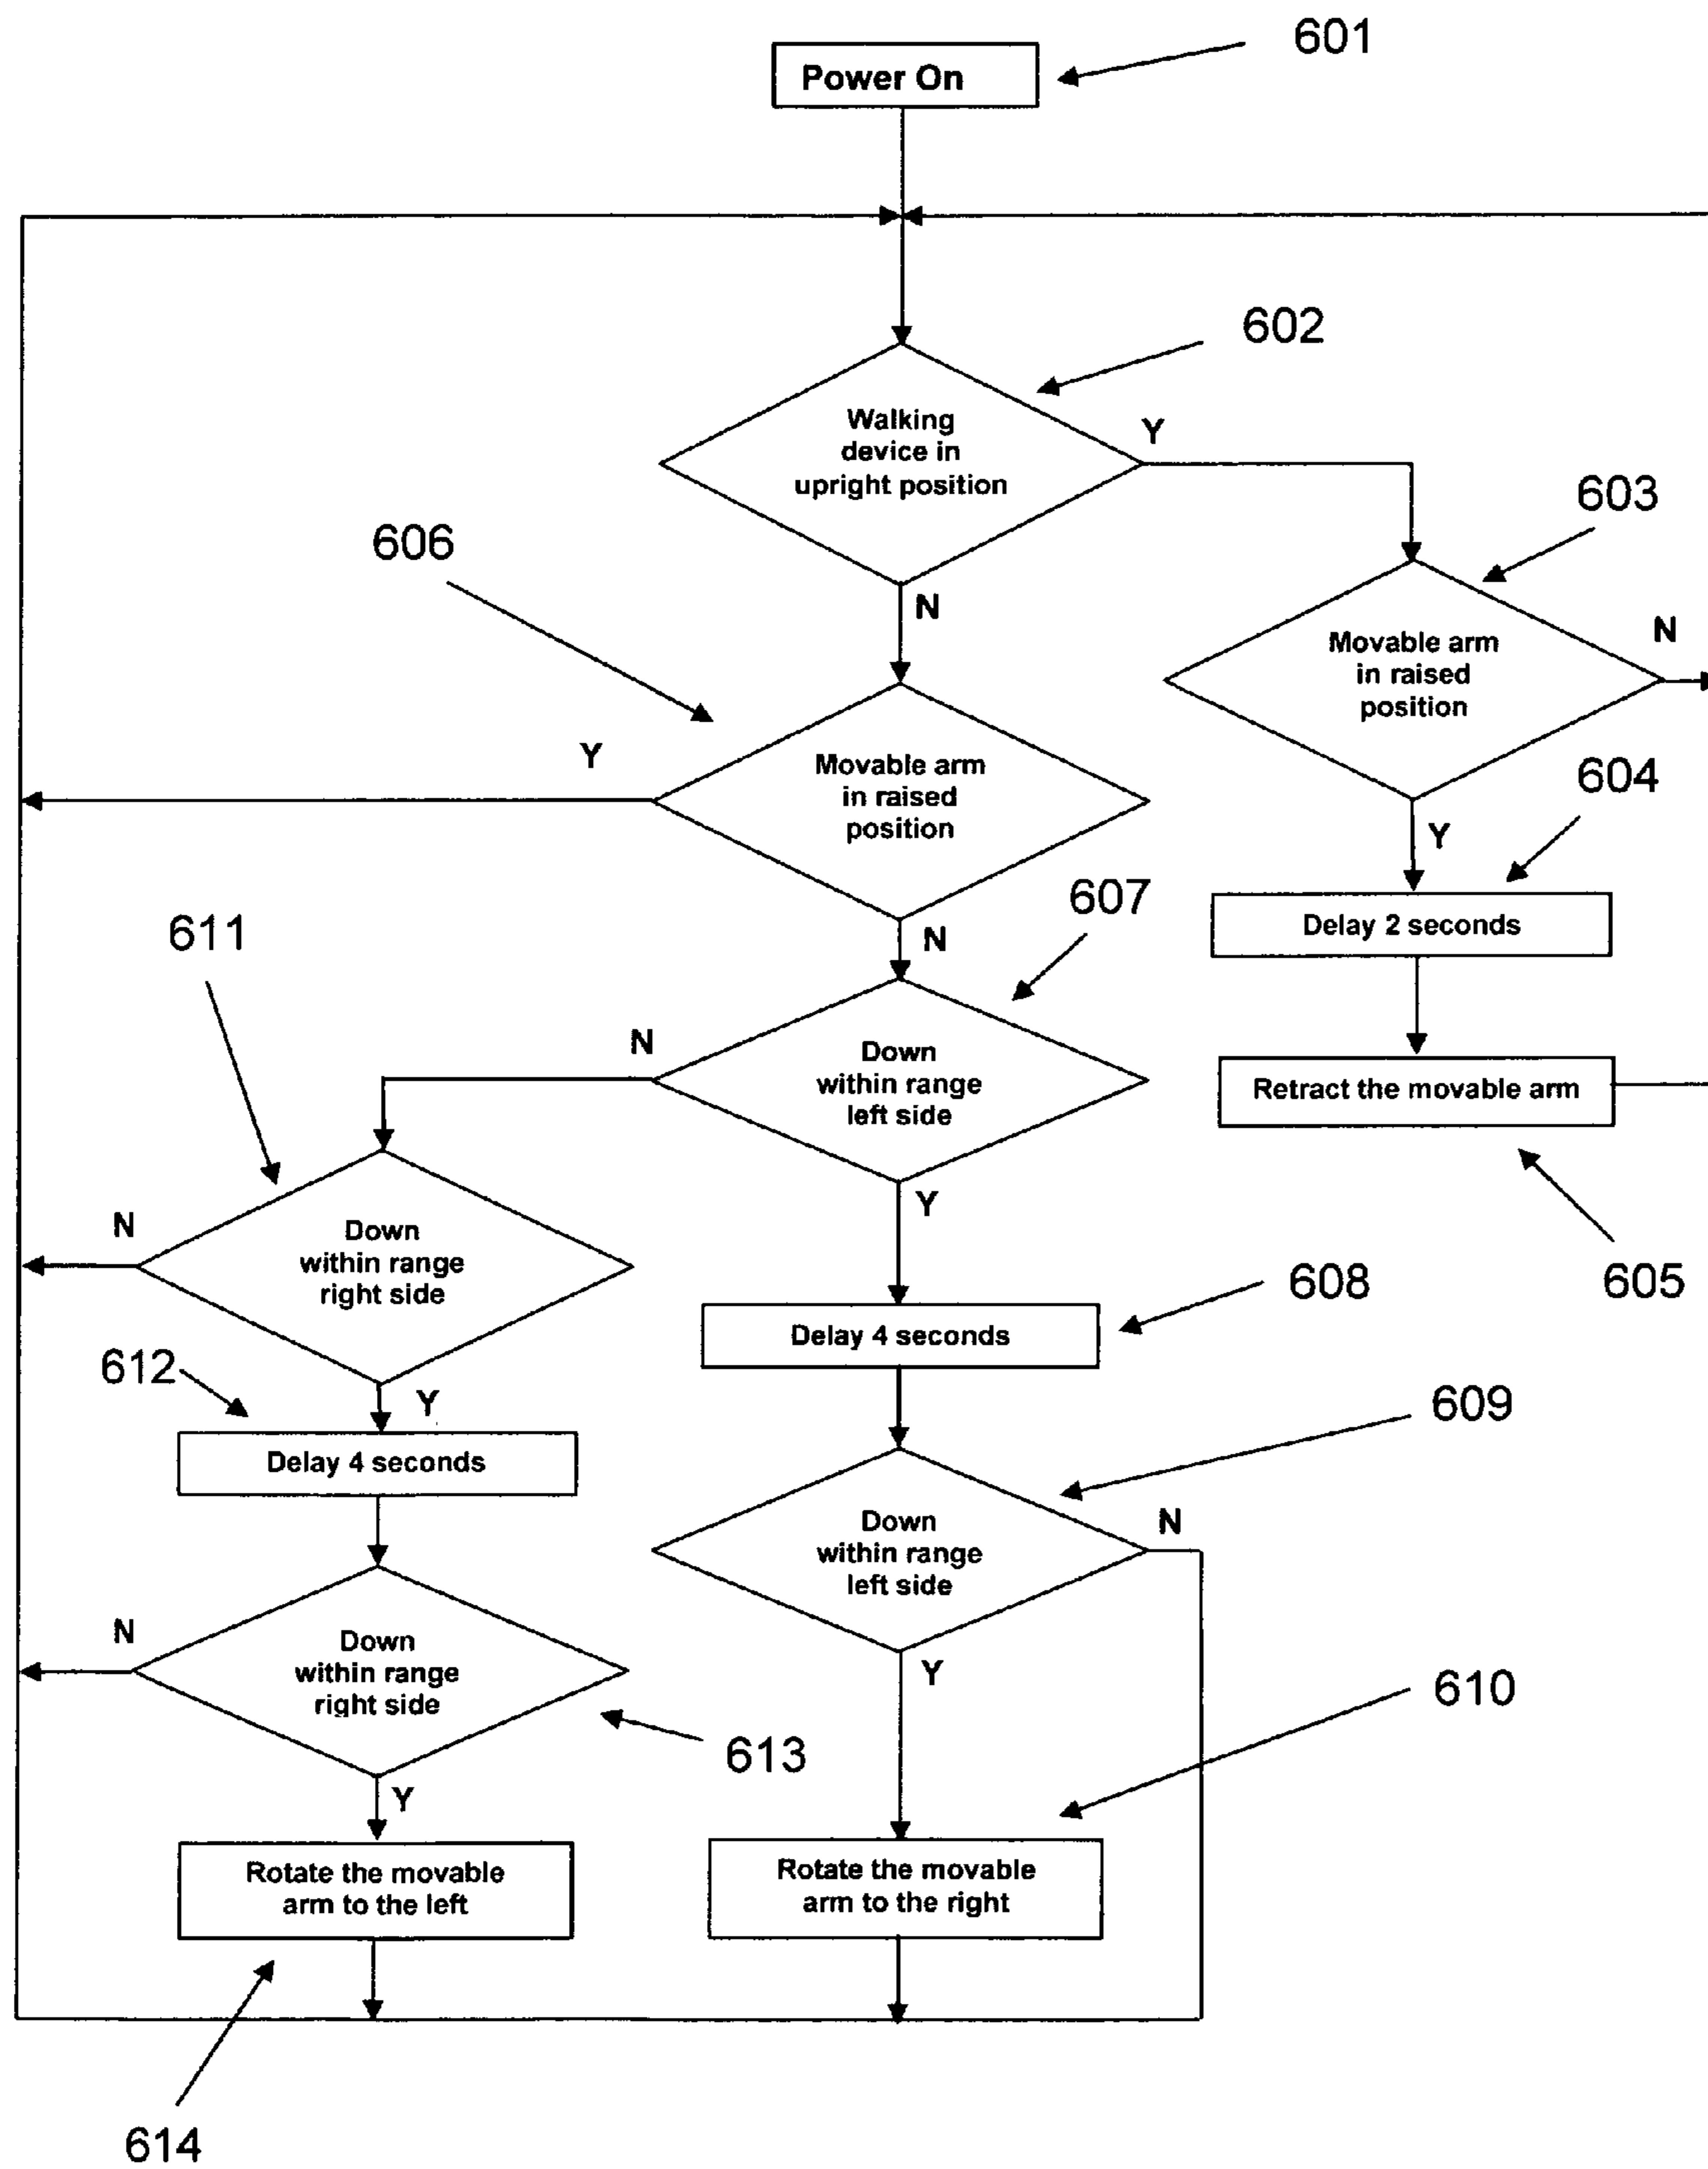 601
Power On
602
Walking
device in
upright position
Y
N
603
Movable arm
in raised
position
N
Y
606
Movable arm
in raised
position
Y
N
604
Delay 2 seconds
607
Down
within range
left side
N
Y
Retract the movable arm
605
611
Down
within range
right side
N
Y
608
Delay 4 seconds
612
Delay 4 seconds
609
Down
within range
left side
N
Y
Down
within range
right side
N
Y
613
610
Rotate the movable
arm to the left
Rotate the movable
arm to the right
614